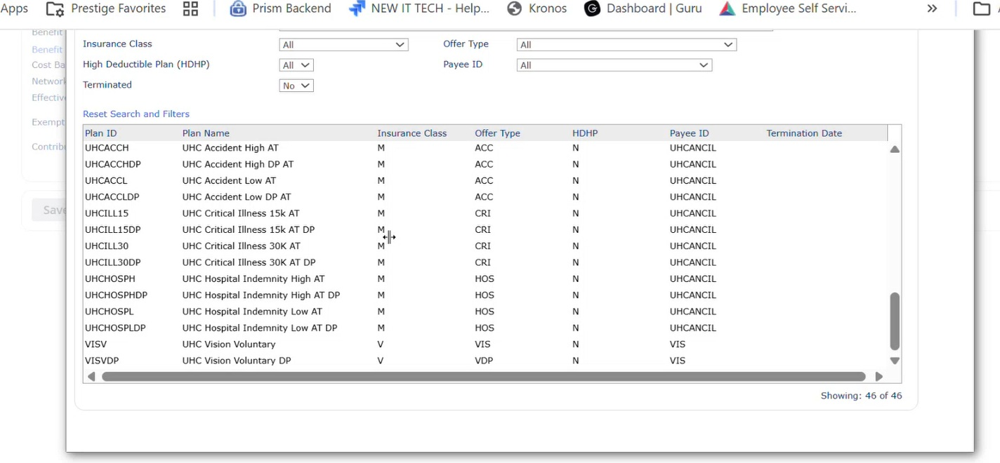 Apps Prestige Favorites Prism Backend NEW IT TECH - Help... Kronos Dashboard | Guru Employee Self Servi... »
Benefit
Insurance Class All Offer Type All
Benefit
High Deductible Plan (HDHP) All Payee ID All
Cost Ba
Network
Terminated No
Effective
Reset Search and Filters
Exempt
Plan ID Plan Name Insurance Class Offer Type HDHP Payee ID Termination Date
Contrib
UHCACCH UHC Accident High AT M ACC N UHCANCIL
UHCACCHDP UHC Accident High DP AT M ACC N UHCANCIL
UHCACCL UHC Accident Low AT M ACC N UHCANCIL
UHCACCLDP UHC Accident Low DP AT M ACC N UHCANCIL
Save
UHCILL15 UHC Critical Illness 15k AT M CRI N UHCANCIL
UHCILL15DP UHC Critical Illness 15k AT DP M CRI N UHCANCIL
UHCILL30 UHC Critical Illness 30K AT M CRI N UHCANCIL
UHCILL30DP UHC Critical Illness 30K AT DP M CRI N UHCANCIL
UHCHOSPH UHC Hospital Indemnity High AT M HOS N UHCANCIL
UHCHOSPHDP UHC Hospital Indemnity High AT DP M HOS N UHCANCIL
UHCHOSPL UHC Hospital Indemnity Low AT M HOS N UHCANCIL
UHCHOSPLDP UHC Hospital Indemnity Low AT DP M HOS N UHCANCIL
VISV UHC Vision Voluntary V VIS N VIS
VISVDP UHC Vision Voluntary DP V VDP N VIS
Showing: 46 of 46